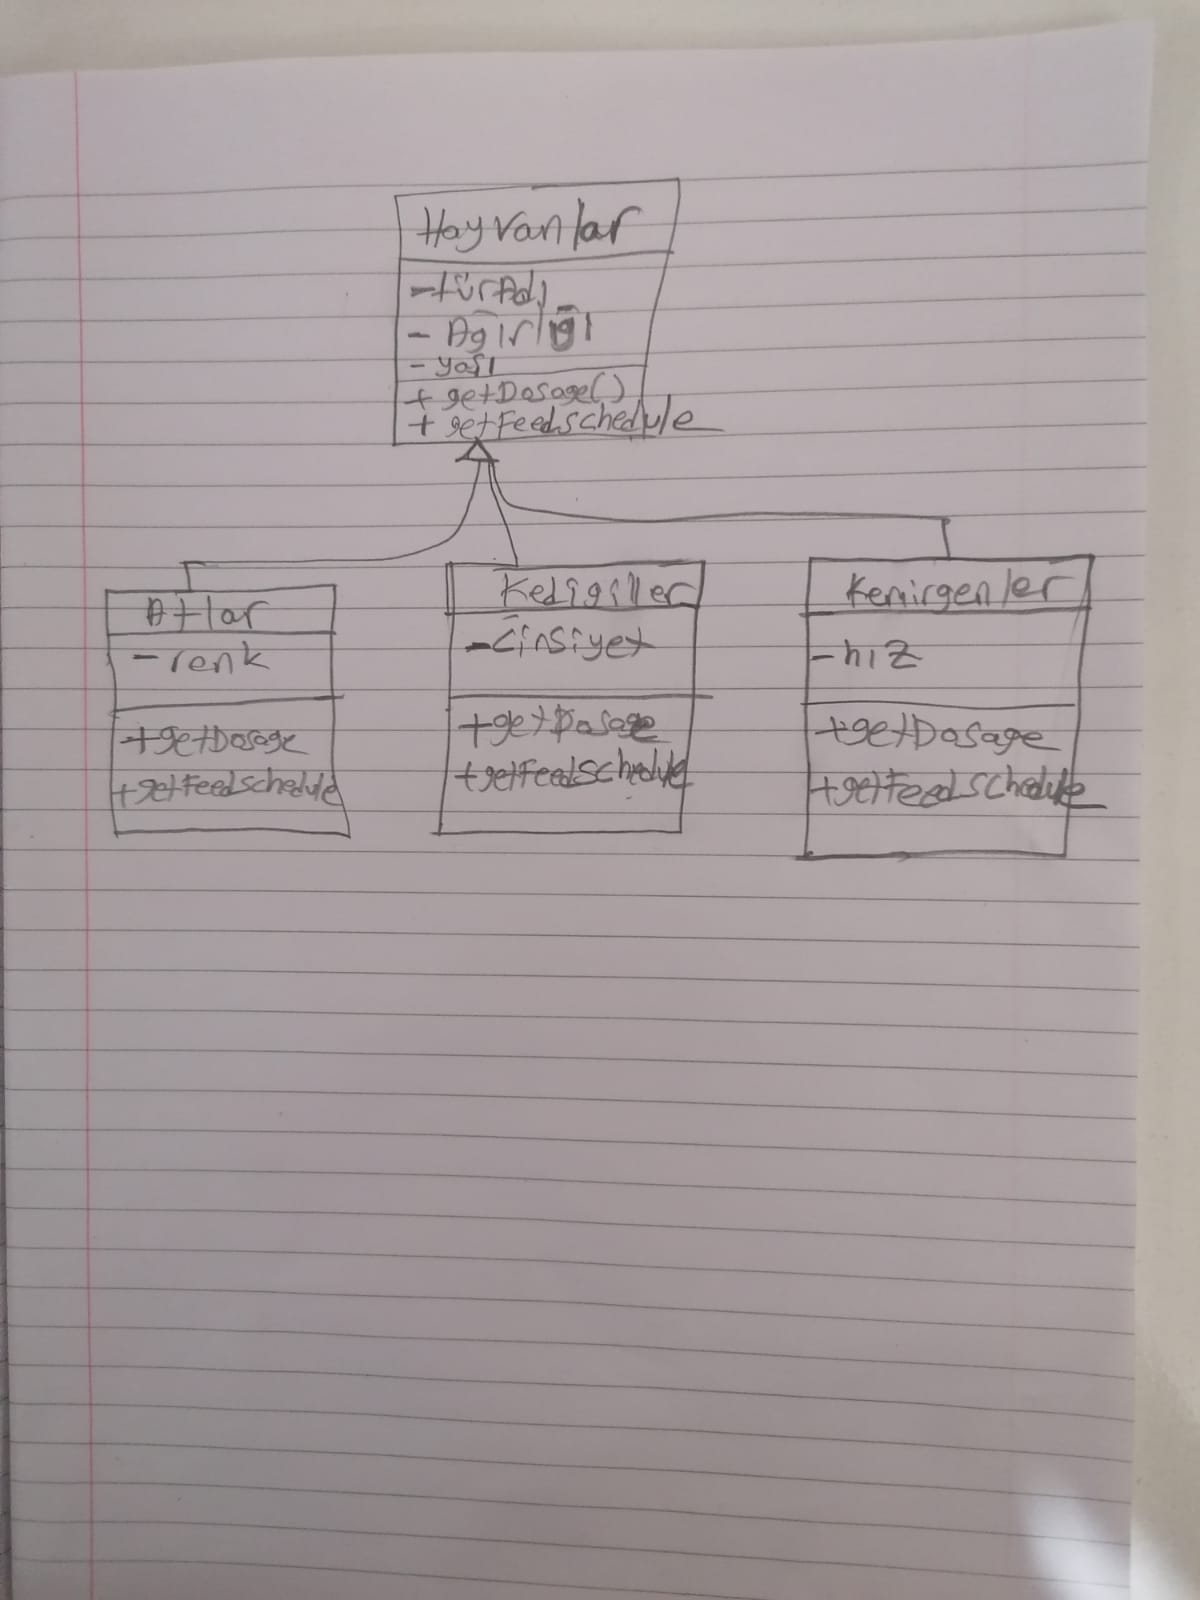 Hayvanlar
- türAdı
- Ağırlığı
- yaşı
+ getDosage()
+ getFeedschedule
Atlar
- renk
+getDosage
+getFeedschedule
Kedigiller
-Cinsiyet
+getDosage
+getFeedSchedule
Kemirgenler
-hız
+getDosage
+getFeedSchedule